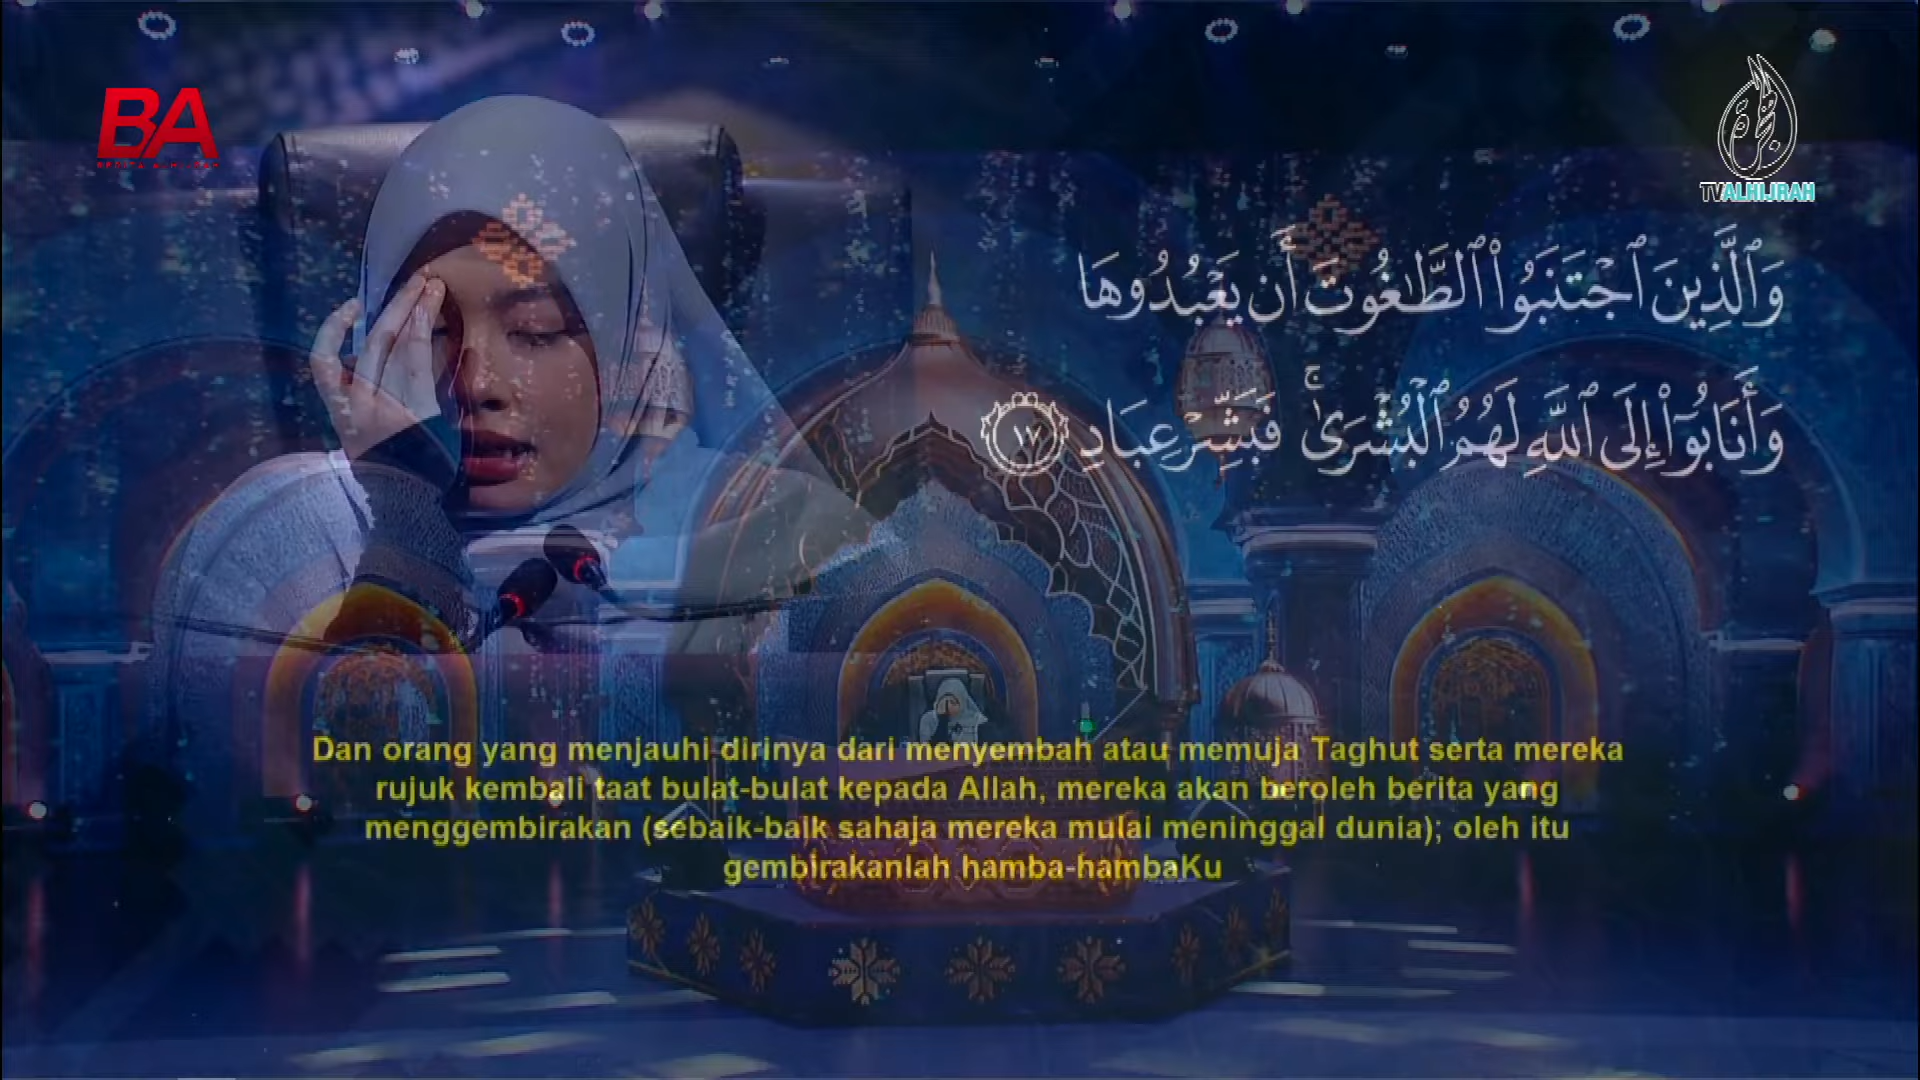 BA
BERITA ALHIJRAH
TVALHIJRAH
وَٱلَّذِينَ ٱجْتَنَبُوا۟ ٱلطَّـٰغُوتَ أَن يَعْبُدُوهَا
وَأَنَابُوٓا۟ إِلَى ٱللَّهِ لَهُمُ ٱلْبُشْرَىٰ ۚ فَبَشِّرْ عِبَادِ ١٧
Dan orang yang menjauhi dirinya dari menyembah atau memuja Taghut serta mereka
rujuk kembali taat bulat-bulat kepada Allah, mereka akan beroleh berita yang
menggembirakan (sebaik-baik sahaja mereka mulai meninggal dunia); oleh itu
gembirakanlah hamba-hambaKu